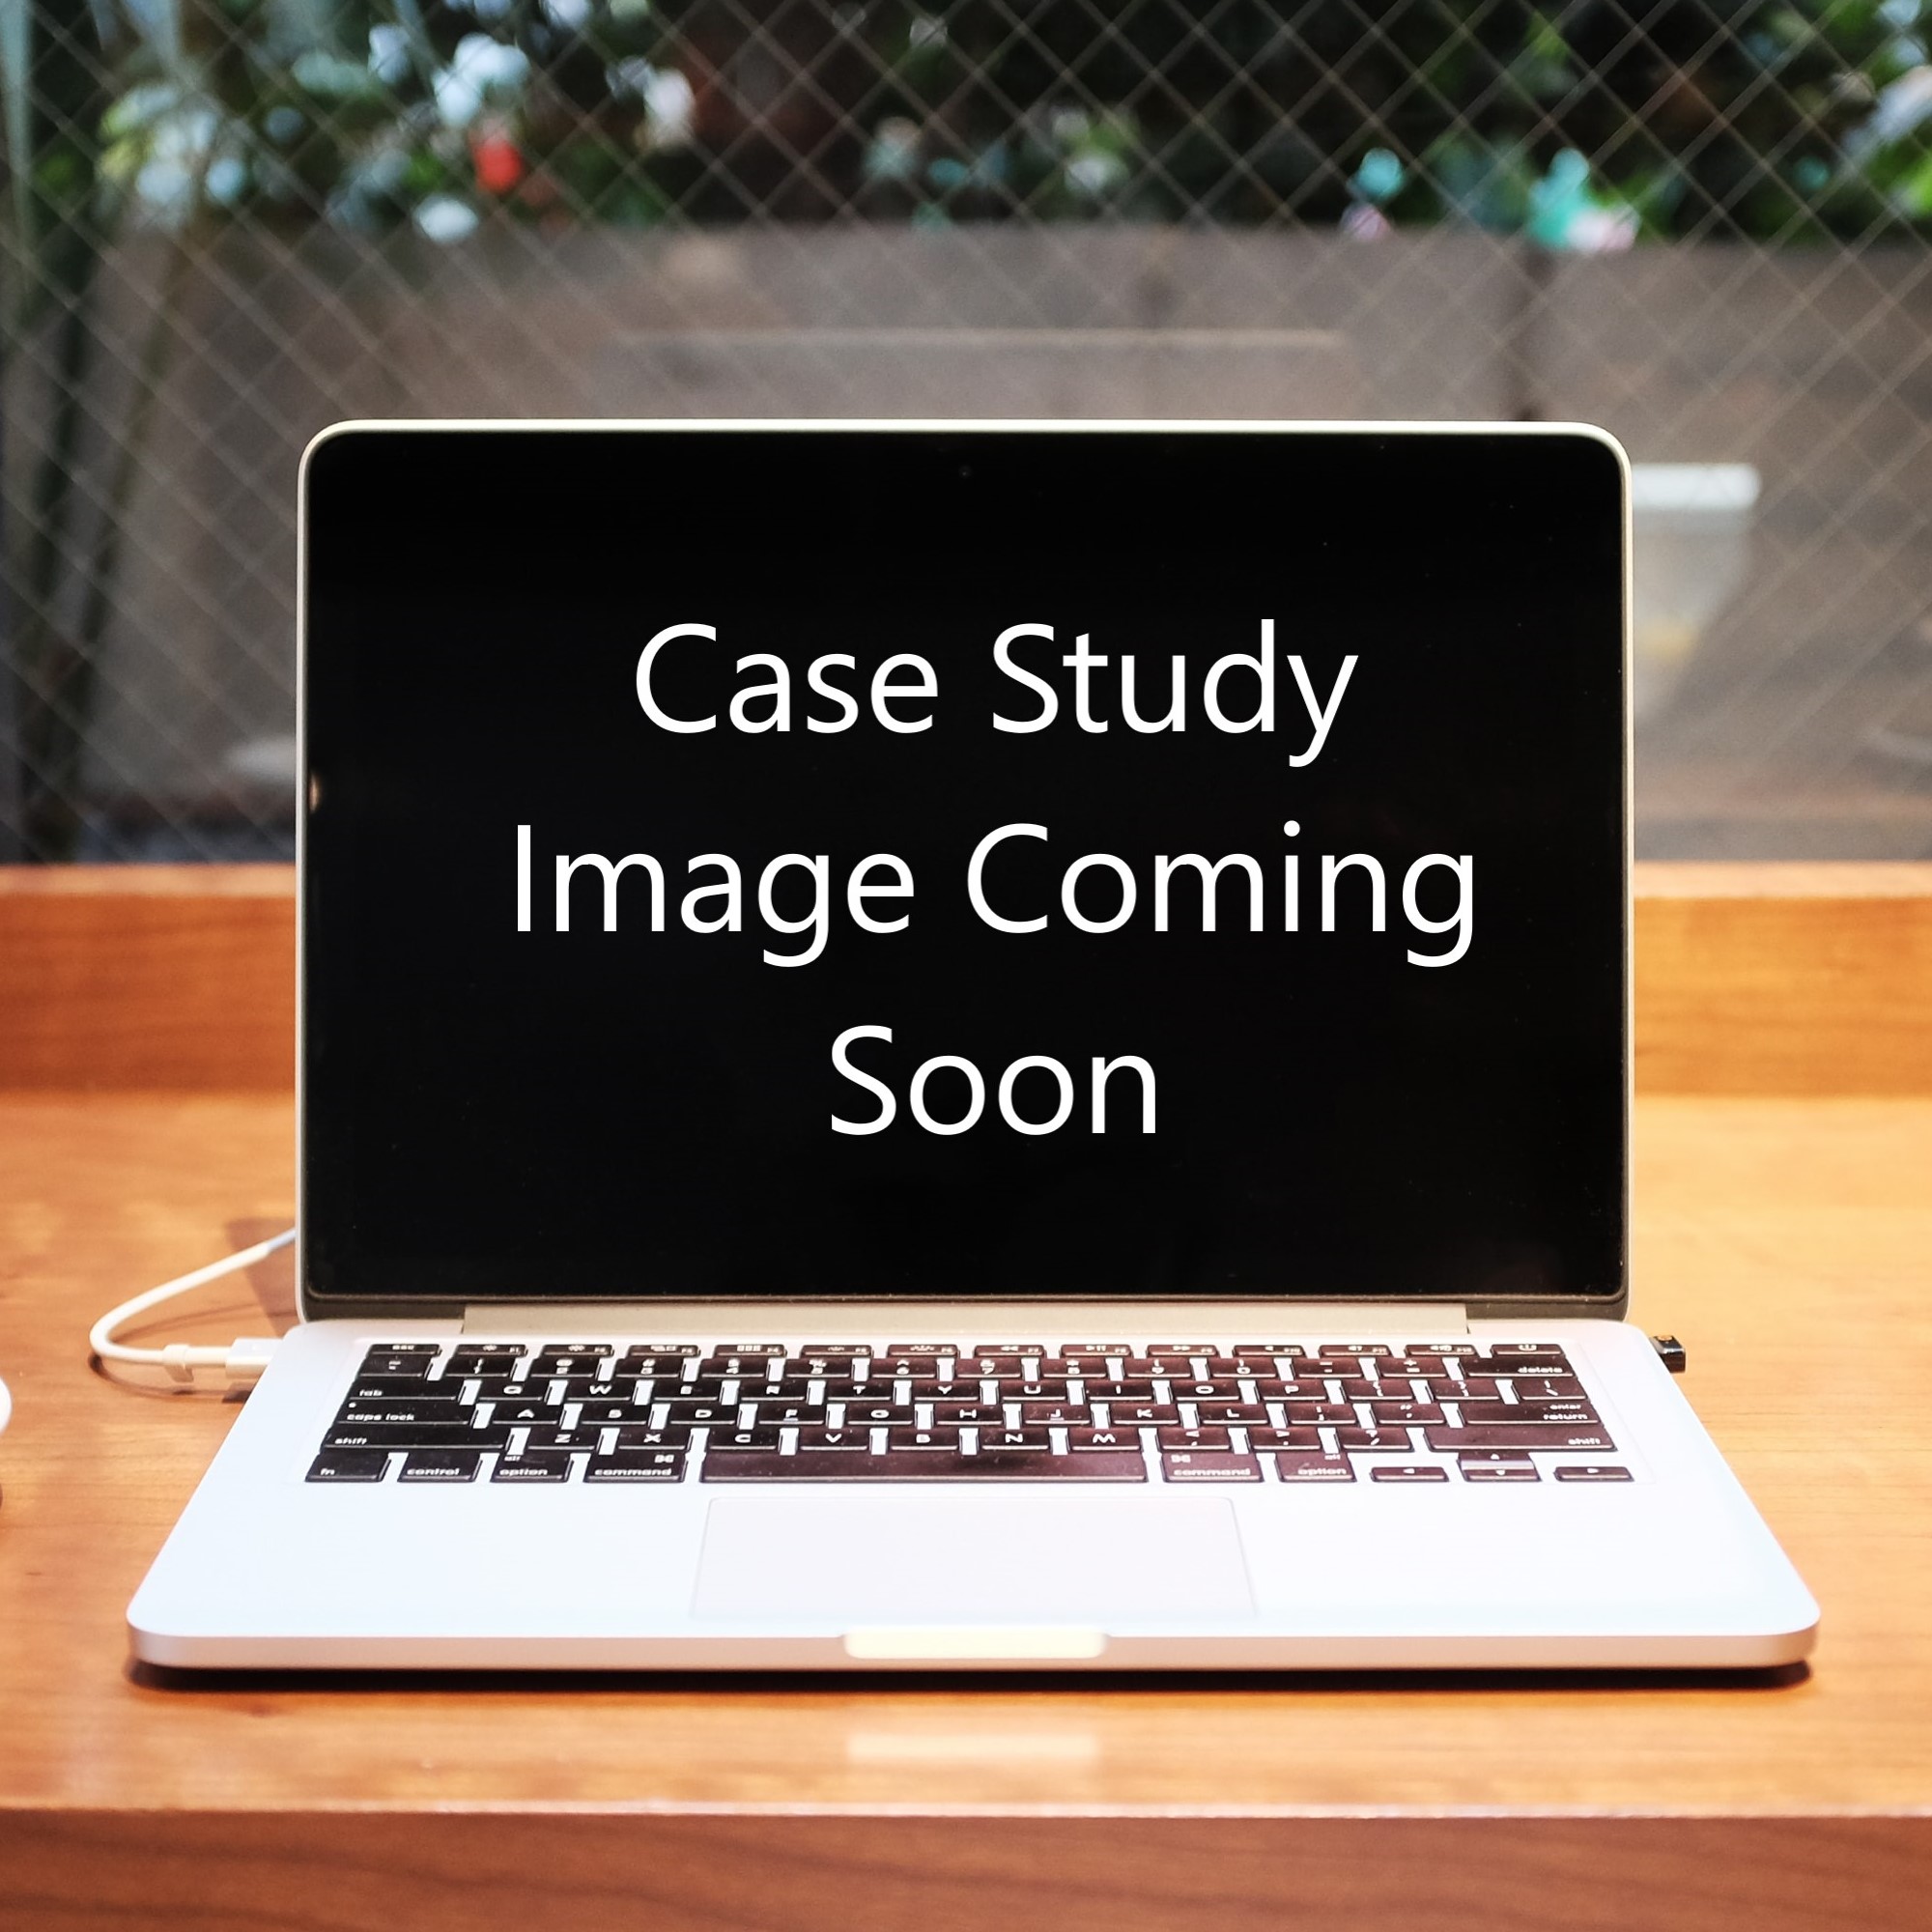 Case Study
Image Coming
Soon
esc
delete
tab Q W E R T Y U I O P
caps lock A S D F G H J K L enter return
shift Z X C V B N M shift
fn control option command command option